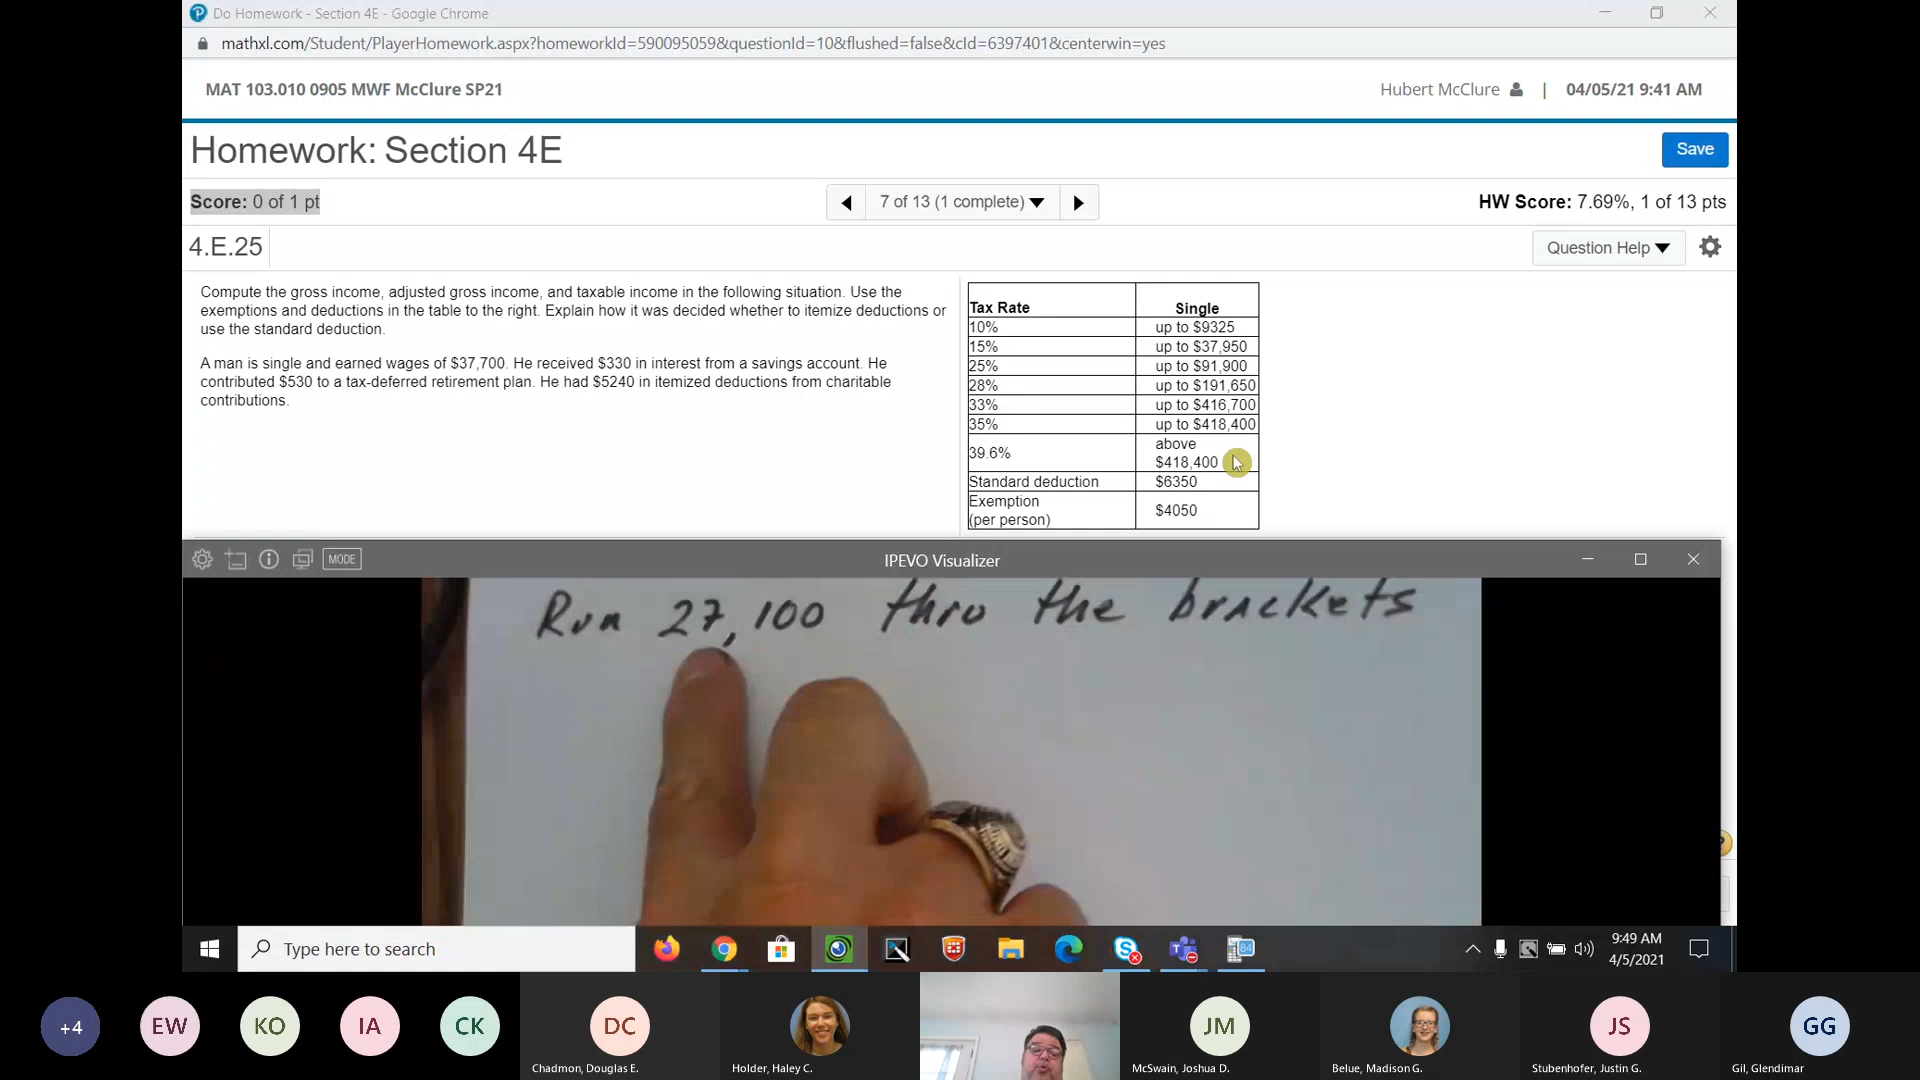 Do Homework - Section 4E - Google Chrome
mathxl.com/Student/PlayerHomework.aspx?homeworkId=590095059&questionId=10&flushed=false&cId=6397401&centerwin=yes
MAT 103.010 0905 MWF McClure SP21
Hubert McClure | 04/05/21 9:41 AM
Homework: Section 4E
Save
Score: 0 of 1 pt
7 of 13 (1 complete)
HW Score: 7.69%, 1 of 13 pts
4.E.25
Question Help
Compute the gross income, adjusted gross income, and taxable income in the following situation. Use the
exemptions and deductions in the table to the right. Explain how it was decided whether to itemize deductions or
use the standard deduction.
A man is single and earned wages of $37,700. He received $330 in interest from a savings account. He
contributed $530 to a tax-deferred retirement plan. He had $5240 in itemized deductions from charitable
contributions.
Tax Rate Single
10% up to $9325
15% up to $37,950
25% up to $91,900
28% up to $191,650
33% up to $416,700
35% up to $418,400
39.6% above
$418,400
Standard deduction $6350
Exemption
(per person) $4050
MODE
IPEVO Visualizer
Run 27,100 thru the brackets
Type here to search
84
9:49 AM
4/5/2021
+4
EW
KO
IA
CK
DC
JM
JS
GG
Chadmon, Douglas E.
Holder, Haley C.
McSwain, Joshua D.
Belue, Madison G.
Stubenhofer, Justin G.
Gil, Glendimar